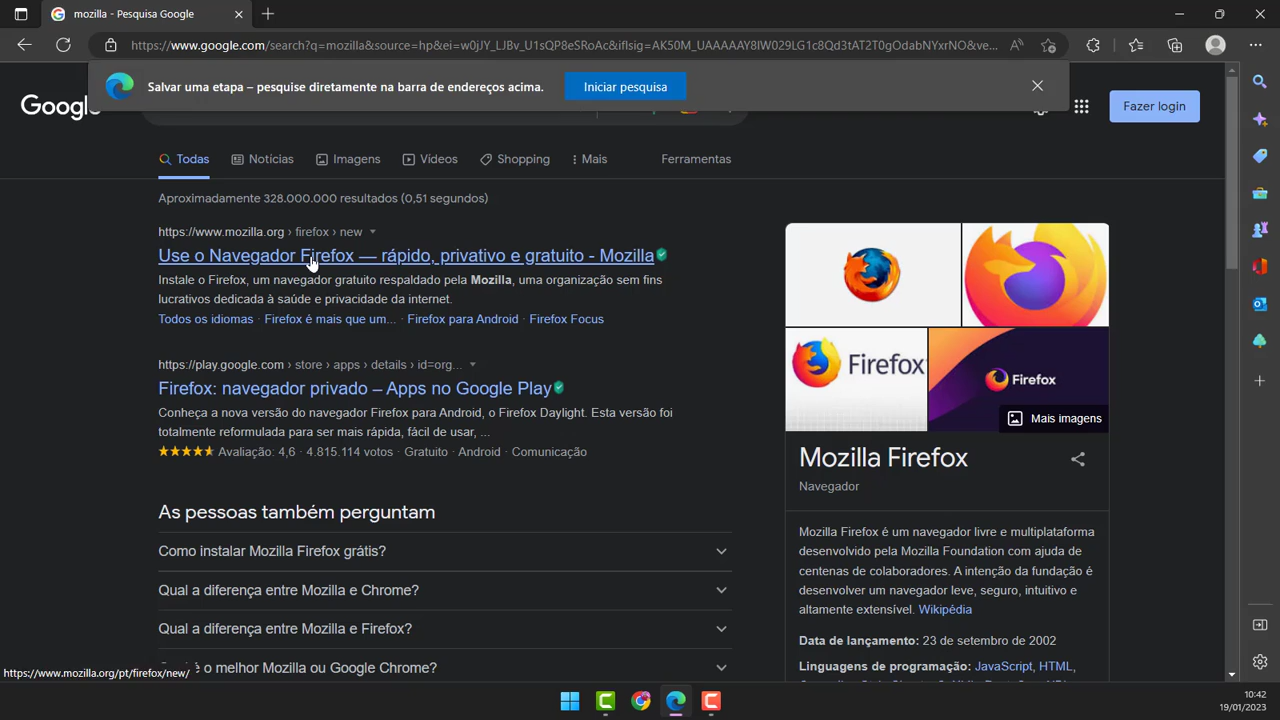 mozilla - Pesquisa Google
https://www.google.com/search?q=mozilla&source=hp&ei=w0jJY_LJBv_U1sQP8eSRoAc&iflsig=AK50M_UAAAAAY8IW029LG1c8Qd3tAT2T0gOdabNYxrNO&ve...
Salvar uma etapa – pesquise diretamente na barra de endereços acima.
Iniciar pesquisa
Google
Fazer login
Todas
Notícias
Imagens
Vídeos
Shopping
Mais
Ferramentas
Aproximadamente 328.000.000 resultados (0,51 segundos)
https://www.mozilla.org › firefox › new
Use o Navegador Firefox — rápido, privativo e gratuito - Mozilla
Instale o Firefox, um navegador gratuito respaldado pela Mozilla, uma organização sem fins
lucrativos dedicada à saúde e privacidade da internet.
Todos os idiomas · Firefox é mais que um... · Firefox para Android · Firefox Focus
https://play.google.com › store › apps › details › id=org...
Firefox: navegador privado – Apps no Google Play
Conheça a nova versão do navegador Firefox para Android, o Firefox Daylight. Esta versão foi
totalmente reformulada para ser mais rápida, fácil de usar, ...
Avaliação: 4,6 · 4.815.114 votos · Gratuito · Android · Comunicação
As pessoas também perguntam
Como instalar Mozilla Firefox grátis?
Qual a diferença entre Mozilla e Chrome?
Qual a diferença entre Mozilla e Firefox?
é o melhor Mozilla ou Google Chrome?
https://www.mozilla.org/pt/firefox/new/
Firefox
Firefox
Mais imagens
Mozilla Firefox
Navegador
Mozilla Firefox é um navegador livre e multiplataforma
desenvolvido pela Mozilla Foundation com ajuda de
centenas de colaboradores. A intenção da fundação é
desenvolver um navegador leve, seguro, intuitivo e
altamente extensível. Wikipédia
Data de lançamento: 23 de setembro de 2002
Linguagens de programação: JavaScript, HTML,
10:42
19/01/2023